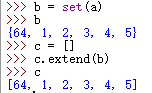 >>> b = set(a)
>>> b
{64, 1, 2, 3, 4, 5}
>>> c = []
>>> c.extend(b)
>>> c
[64, 1, 2, 3, 4, 5]